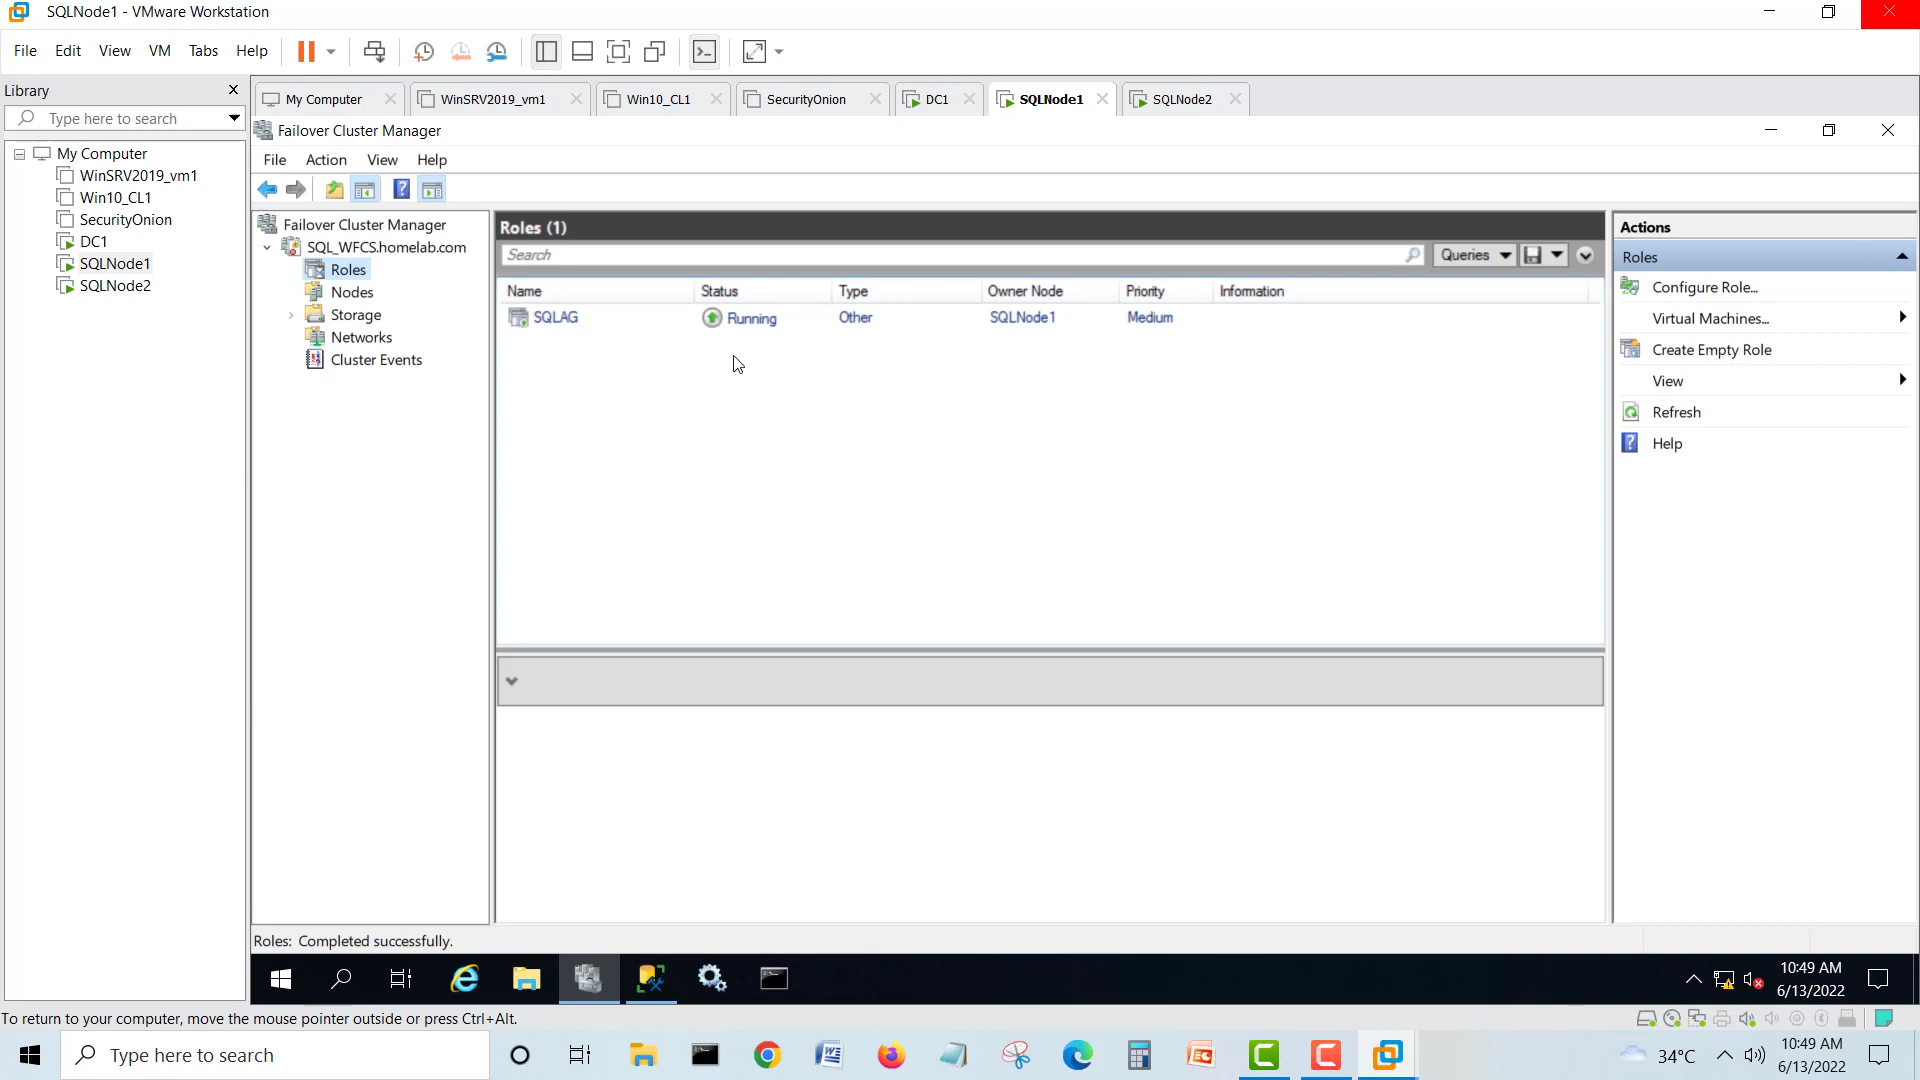 SQLNode1 - VMware Workstation
File Edit View VM Tabs Help
Library
Type here to search
My Computer
WinSRV2019_vm1
Win10_CL1
SecurityOnion
DC1
SQLNode1
SQLNode2
My Computer WinSRV2019_vm1 Win10_CL1 SecurityOnion DC1 SQLNode1 SQLNode2
Failover Cluster Manager
File Action View Help
Failover Cluster Manager
SQL_WFCS.homelab.com
Roles
Nodes
Storage
Networks
Cluster Events
Roles (1)
Search
Queries
Name Status Type Owner Node Priority Information
SQLAG Running Other SQLNode1 Medium
Actions
Roles
Configure Role...
Virtual Machines...
Create Empty Role
View
Refresh
Help
Roles: Completed successfully.
10:49 AM
6/13/2022
To return to your computer, move the mouse pointer outside or press Ctrl+Alt.
Type here to search
34°C
10:49 AM
6/13/2022